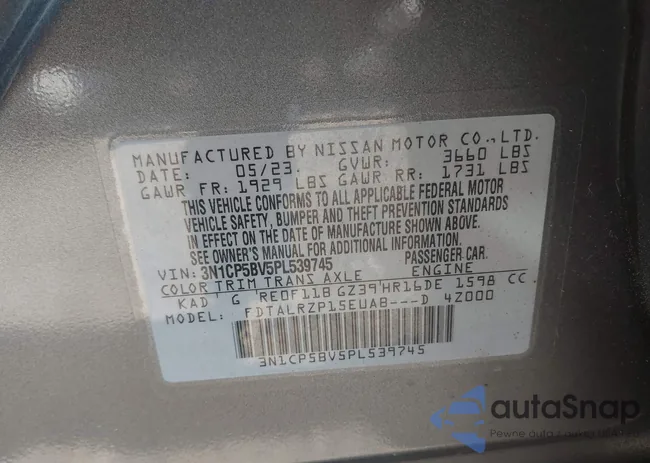 MANUFACTURED BY NISSAN MOTOR CO.,LTD.
DATE: 05/23. GVWR: 3660 LBS
GAWR FR: 1929 LBS GAWR RR: 1731 LBS
THIS VEHICLE CONFORMS TO ALL APPLICABLE FEDERAL MOTOR
VEHICLE SAFETY, BUMPER AND THEFT PREVENTION STANDARDS
IN EFFECT ON THE DATE OF MANUFACTURE SHOWN ABOVE.
SEE OWNER'S MANUAL FOR MORE INFORMATION.
VIN: 3N1CP5BV5PL539745 PASSENGER CAR.
COLOR TRIM TRANS AXLE ENGINE
KAD G RE0F11B GZ39 HR16DE 1598 CC
MODEL: FDTALRZP15EUAB---D 4Z000
3N1CP5BV5PL539745
autaSnap
Pewne auta